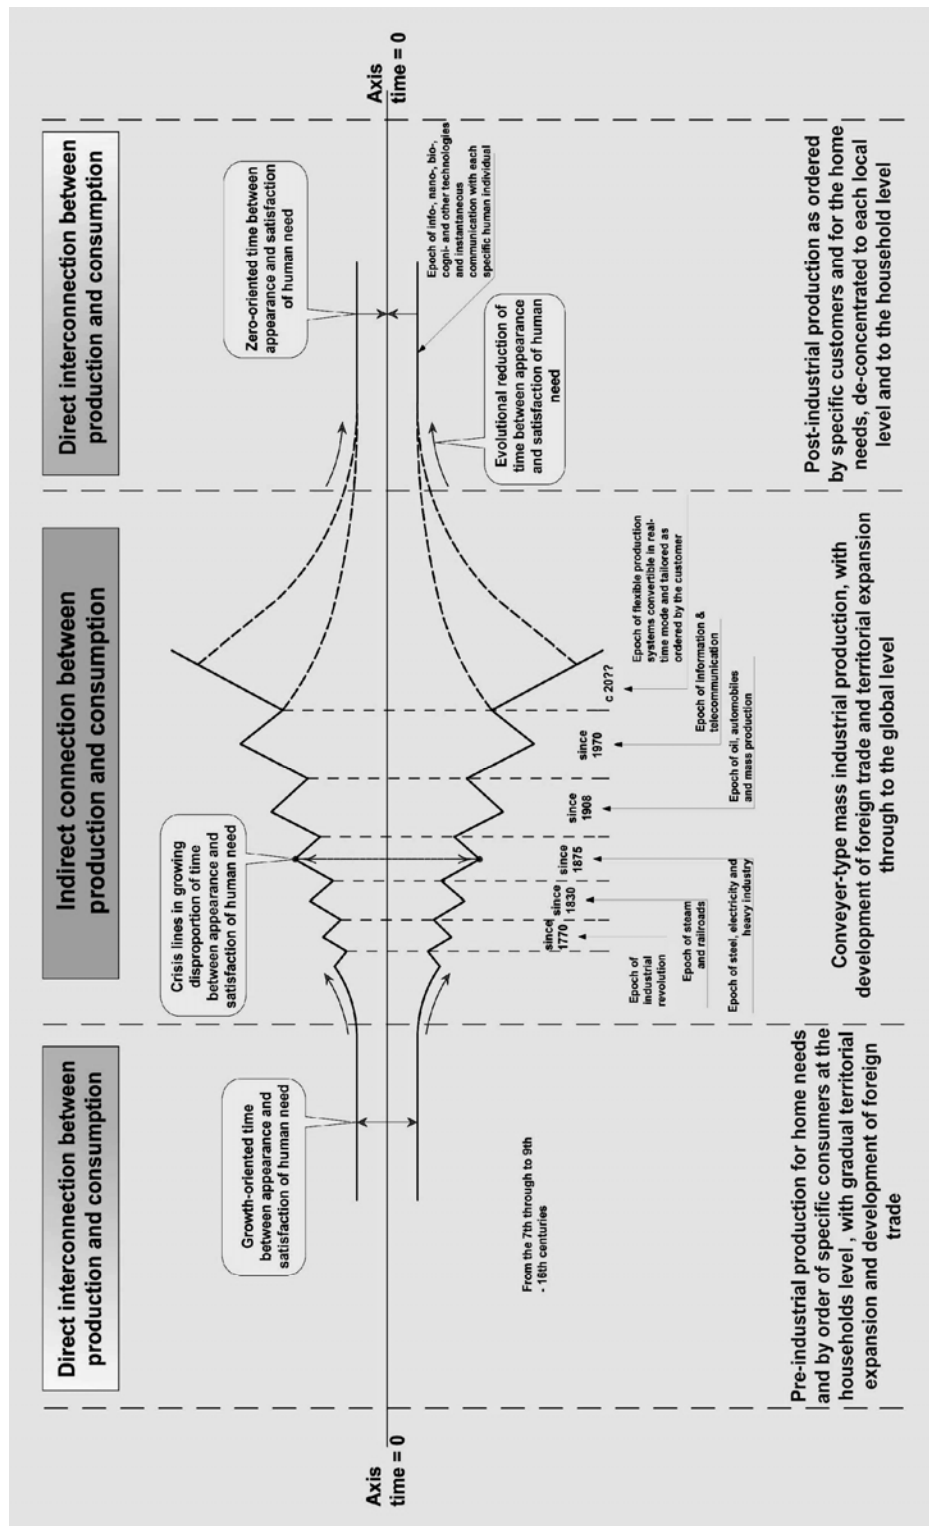 Direct interconnection between
production and consumption
Indirect connection between
production and consumption
Direct interconnection between
production and consumption
Growth-oriented time
between appearance and
satisfaction of human need
Crisis lines in growing
disproportion of time
between appearance and
satisfaction of human need
Zero-oriented time between
appearance and satisfaction
of human need
Axis
time = 0
Axis
time = 0
Epoch of info-, nano-, bio-,
cogni- and other technologies
and instantaneous
communication with each
specific human individual
Evolutional reduction of
time between appearance
and satisfaction of human
need
From the 7th through to 9th
- 16th centuries
since
1770
since
1830
since
1875
since
1908
since
1970
c 20??
Epoch of
industrial
revolution
Epoch of steam
and railroads
Epoch of steel, electricity and
heavy industry
Epoch of oil, automobiles
and mass production
Epoch of information &
telecommunication
Epoch of flexible production
systems convertible in real-
time mode and tailored as
ordered by the customer
Pre-industrial production for home needs
and by order of specific consumers at the
households level , with gradual territorial
expansion and development of foreign
trade
Conveyer-type mass industrial production, with
development of foreign trade and territorial expansion
through to the global level
Post-industrial production as ordered
by specific customers and for the home
needs, de-concentrated to each local
level and to the household level